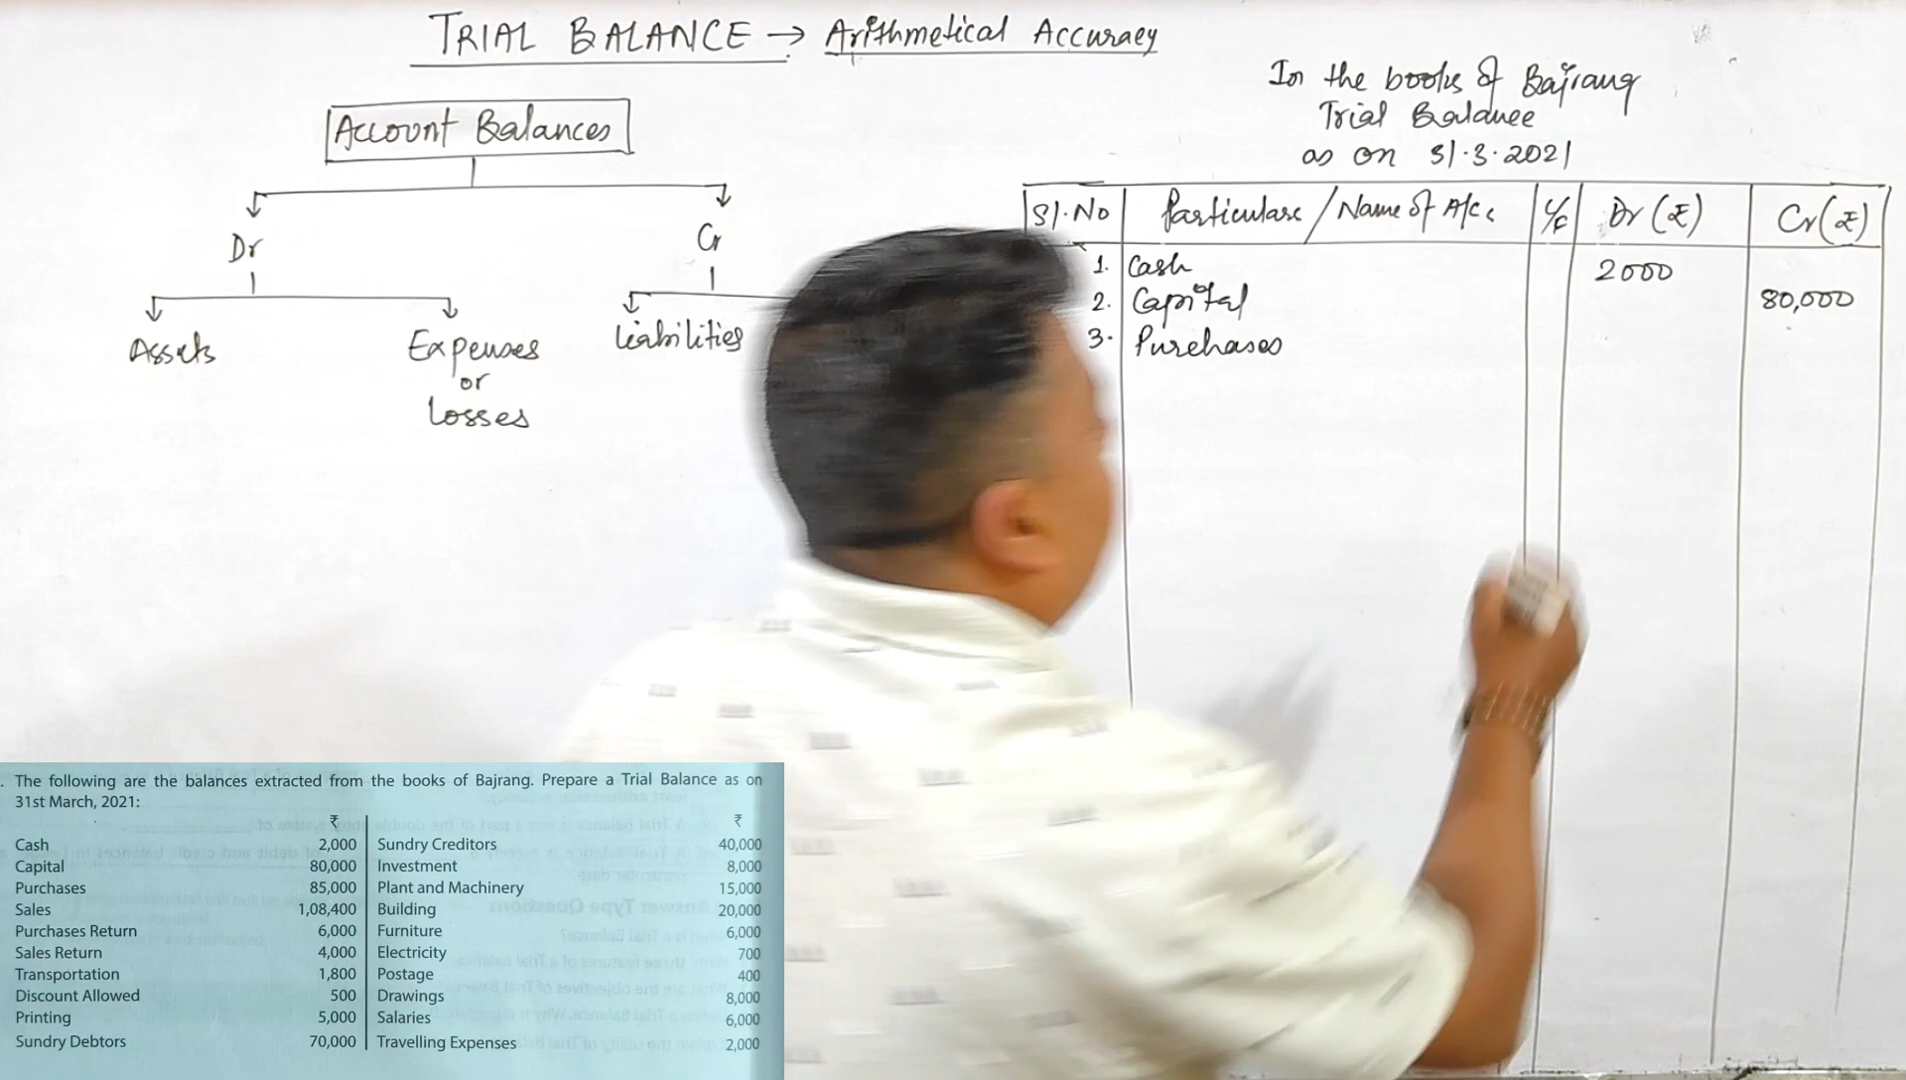 TRIAL BALANCE → Arithmetical Accuracy
Account Balances
Dr
Cr
Assets
Expenses
or
Losses
Liabilities
In the books of Bajrang
Trial Balance
as on 31.3.2021
Sl.No Particulars / Name of A/cs L/F Dr (₹) Cr (₹)
1. Cash 2000
2. Capital 80,000
3. Purchases
. The following are the balances extracted from the books of Bajrang. Prepare a Trial Balance as on
31st March, 2021:
₹ ₹
Cash 2,000 Sundry Creditors 40,000
Capital 80,000 Investment 8,000
Purchases 85,000 Plant and Machinery 15,000
Sales 1,08,400 Building 20,000
Purchases Return 6,000 Furniture 6,000
Sales Return 4,000 Electricity 700
Transportation 1,800 Postage 400
Discount Allowed 500 Drawings 8,000
Printing 5,000 Salaries 6,000
Sundry Debtors 70,000 Travelling Expenses 2,000